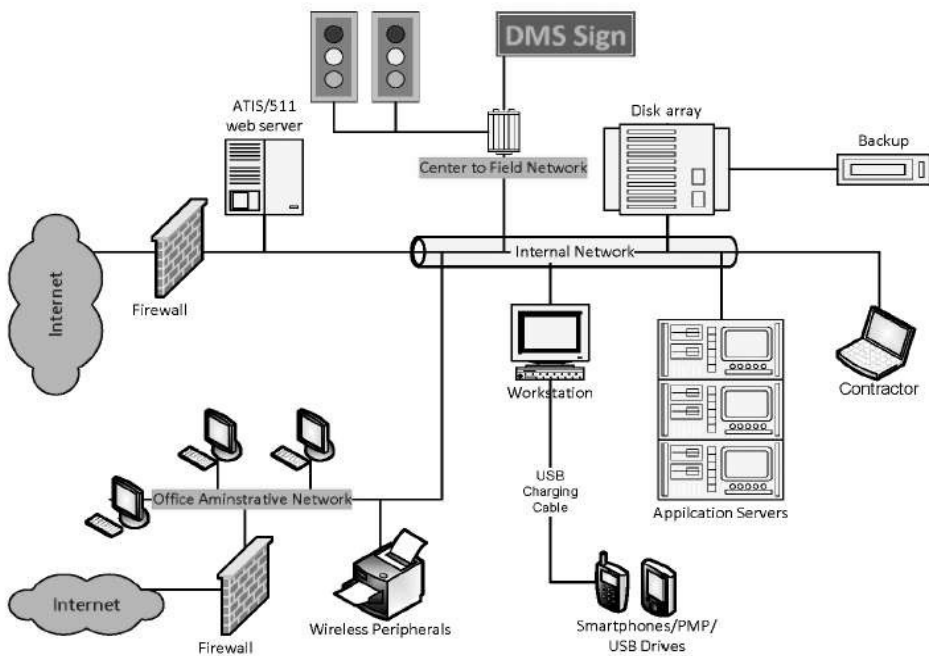 DMS Sign
ATIS/511
web server
Disk array
Backup
Center to Field Network
Internal Network
Internet
Firewall
Workstation
Contractor
Office Aminstrative Network
USB
Charging
Cable
Application Servers
Internet
Firewall
Wireless Peripherals
Smartphones/PMP/
USB Drives